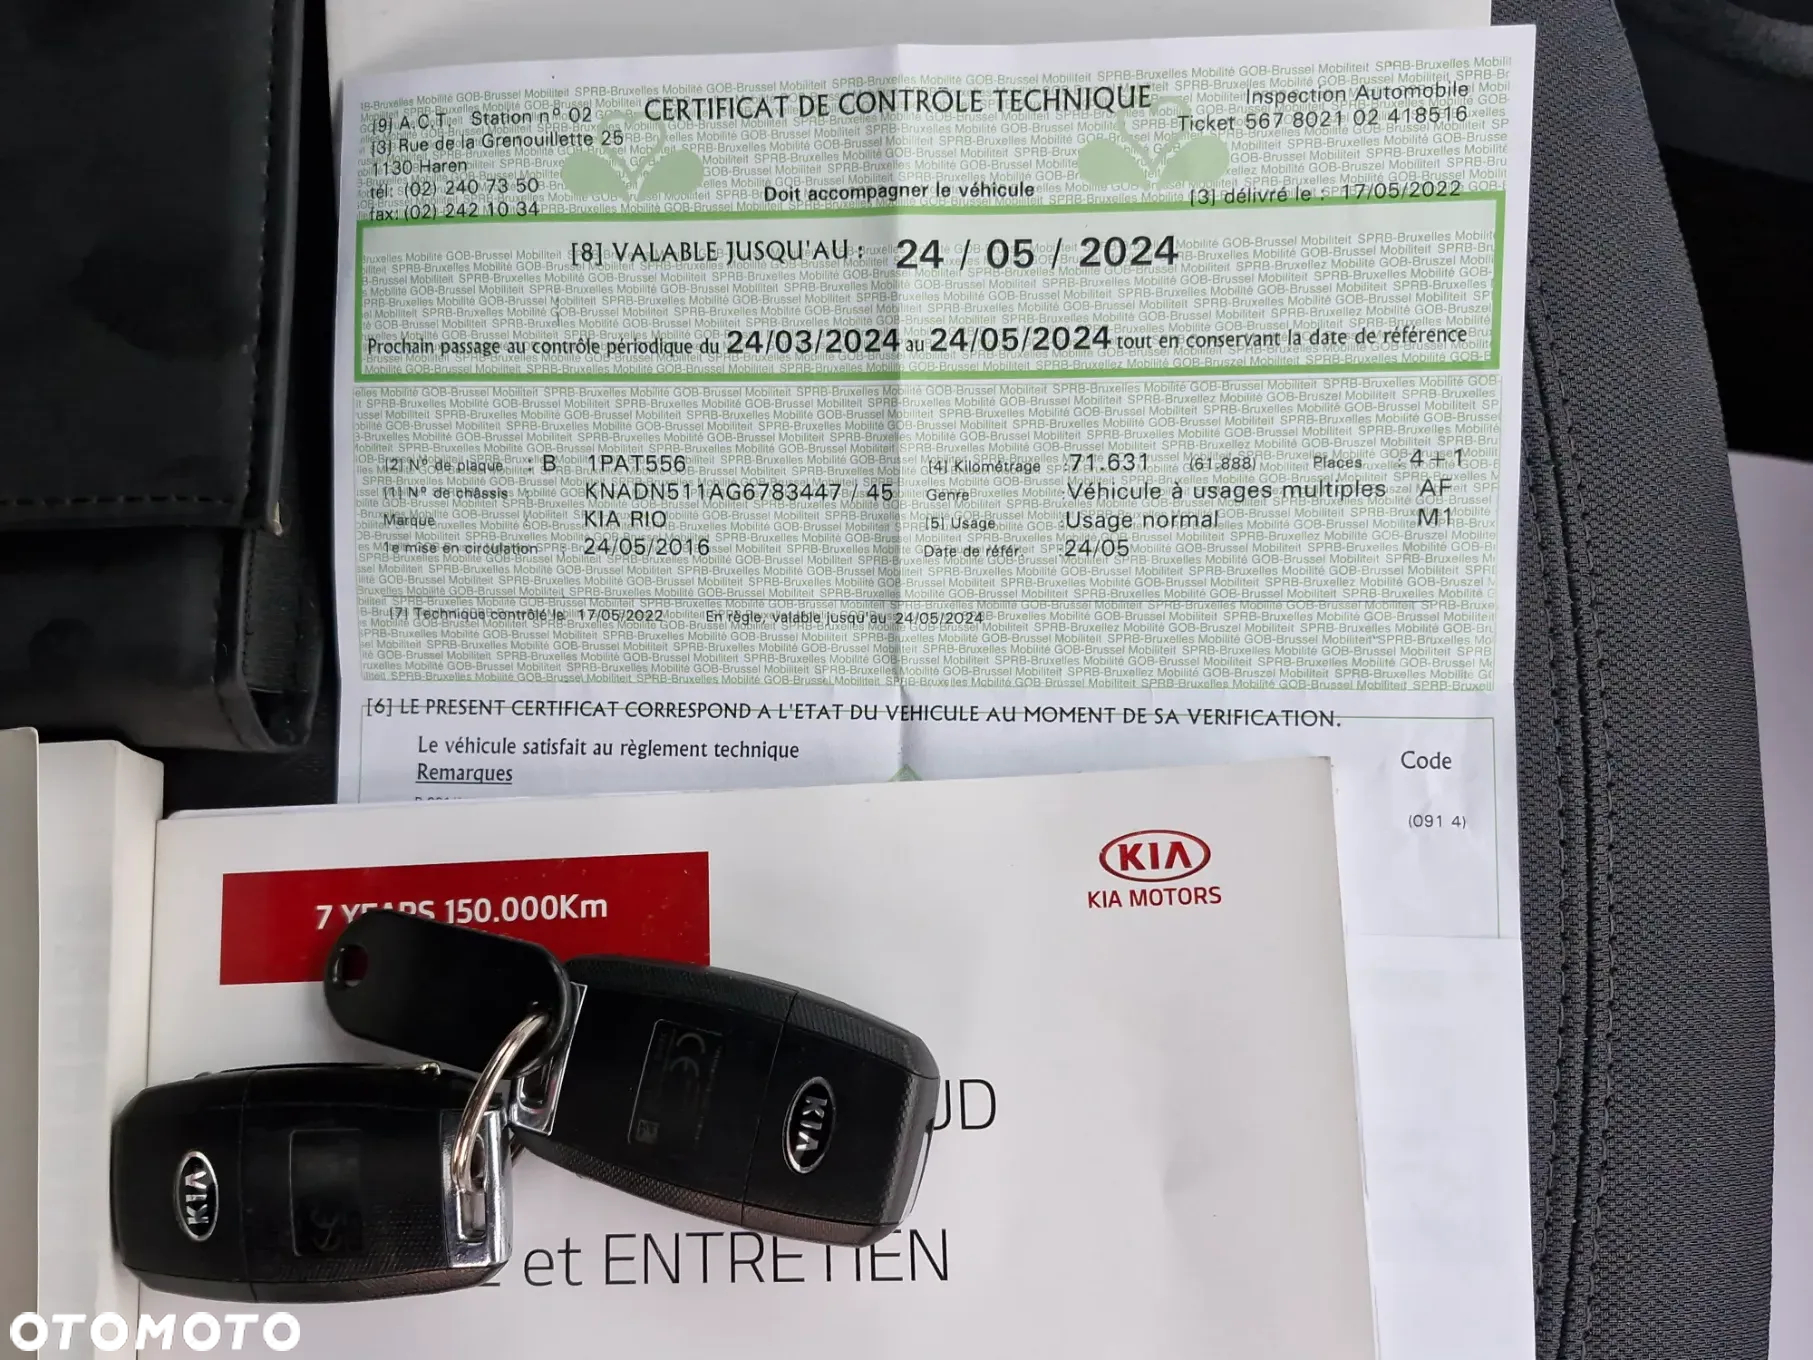 CERTIFICAT DE CONTRÔLE TECHNIQUE
[9] A.C.T. Station nº 02
[3] Rue de la Grenouillette 25
1130 Haren
tél: (02) 240 73 50
fax: (02) 242 10 34
Inspection Automobile
Ticket 567 8021 02 418516
Doit accompagner le véhicule
[3] délivré le : 17/05/2022
[8] VALABLE JUSQU'AU : 24 / 05 / 2024
Prochain passage au contrôle périodique du 24/03/2024 au 24/05/2024 tout en conservant la date de référence
[2] Nº de plaque : B 1PAT556
[4] Kilométrage :71.631 (61.888) Places : 4 + 1
[1] Nº de châssis : KNADN511AG6783447 / 45
Genre :Véhicule à usages multiples AF
Marque : KIA RIO
[5] Usage :Usage normal M1
1e mise en circulation : 24/05/2016
Date de référ. :24/05
[7] Technique contrôlé le 17/05/2022 En règle, valable jusqu'au 24/05/2024
[6] LE PRESENT CERTIFICAT CORRESPOND A L'ETAT DU VEHICULE AU MOMENT DE SA VERIFICATION.
Le véhicule satisfait au règlement technique
Code
Remarques
(091 4)
KIA
KIA MOTORS
7 YEARS 150.000Km
UD
et ENTRETIEN
KIA
KIA
CE
OTOMOTO